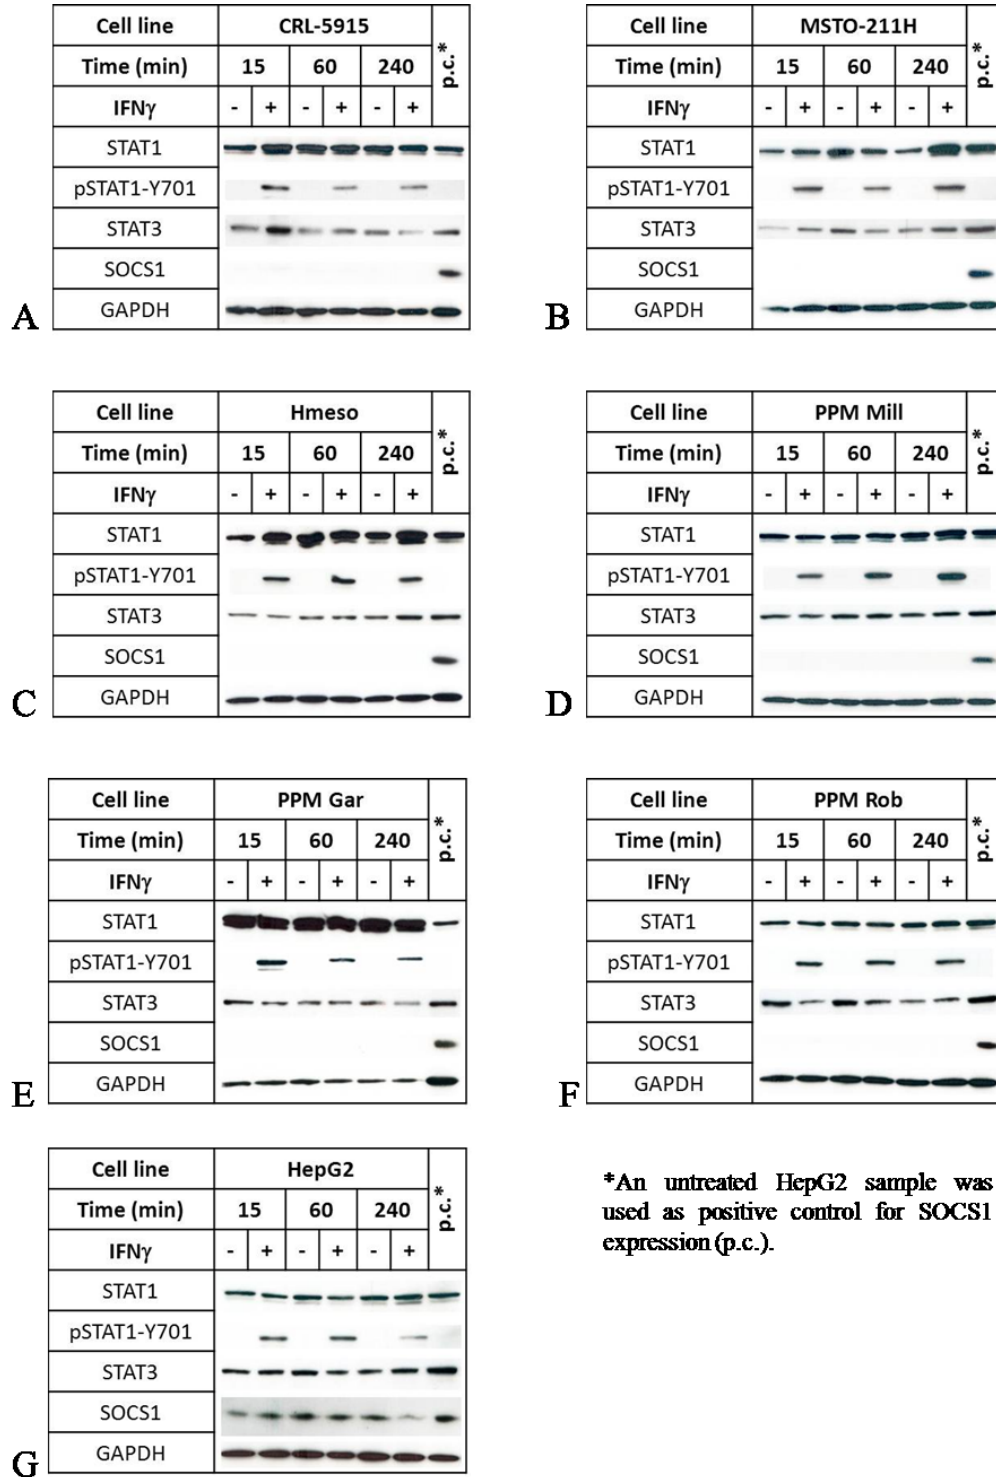 Cell line CRL-5915 p.c.*
Time (min) 15 60 240
IFNγ - + - + - +
STAT1
pSTAT1-Y701
STAT3
SOCS1
GAPDH
A
Cell line MSTO-211H p.c.*
Time (min) 15 60 240
IFNγ - + - + - +
STAT1
pSTAT1-Y701
STAT3
SOCS1
GAPDH
B
Cell line Hmeso p.c.*
Time (min) 15 60 240
IFNγ - + - + - +
STAT1
pSTAT1-Y701
STAT3
SOCS1
GAPDH
C
Cell line PPM Mill p.c.*
Time (min) 15 60 240
IFNγ - + - + - +
STAT1
pSTAT1-Y701
STAT3
SOCS1
GAPDH
D
Cell line PPM Gar p.c.*
Time (min) 15 60 240
IFNγ - + - + - +
STAT1
pSTAT1-Y701
STAT3
SOCS1
GAPDH
E
Cell line PPM Rob p.c.*
Time (min) 15 60 240
IFNγ - + - + - +
STAT1
pSTAT1-Y701
STAT3
SOCS1
GAPDH
F
Cell line HepG2 p.c.*
Time (min) 15 60 240
IFNγ - + - + - +
STAT1
pSTAT1-Y701
STAT3
SOCS1
GAPDH
G
*An untreated HepG2 sample was
used as positive control for SOCS1
expression (p.c.).